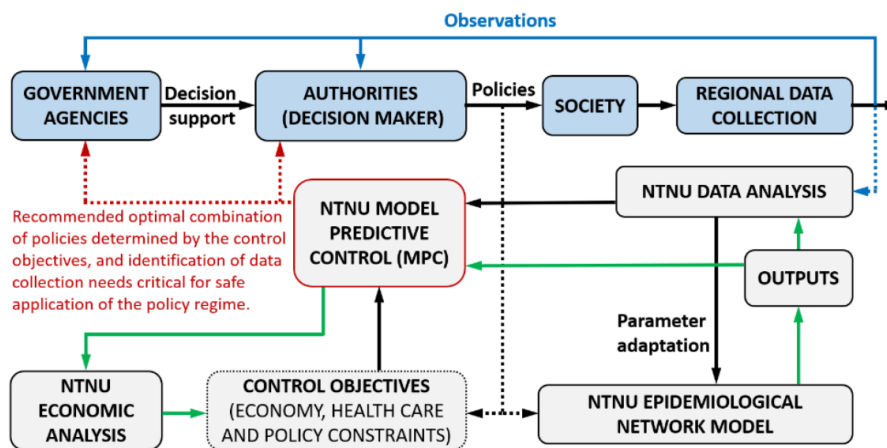 Observations
GOVERNMENT
AGENCIES
Decision
support
AUTHORITIES
(DECISION MAKER)
Policies
SOCIETY
REGIONAL DATA
COLLECTION
Recommended optimal combination
of policies determined by the control
objectives, and identification of data
collection needs critical for safe
application of the policy regime.
NTNU MODEL
PREDICTIVE
CONTROL (MPC)
NTNU DATA ANALYSIS
OUTPUTS
Parameter
adaptation
NTNU
ECONOMIC
ANALYSIS
CONTROL OBJECTIVES
(ECONOMY, HEALTH CARE
AND POLICY CONSTRAINTS)
NTNU EPIDEMIOLOGICAL
NETWORK MODEL